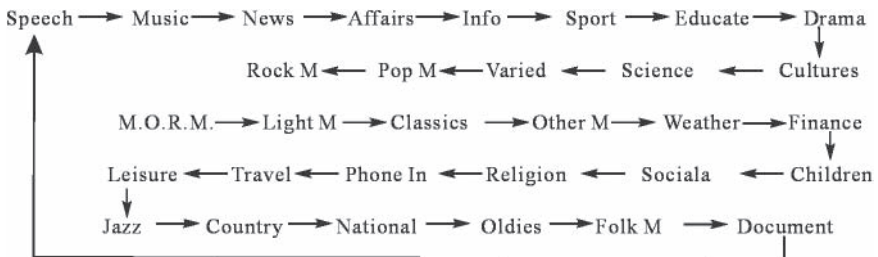 Speech Music News Affairs Info Sport Educate Drama
Rock M Pop M Varied Science Cultures
M.O.R.M. Light M Classics Other M Weather Finance
Leisure Travel Phone In Religion Sociala Children
Jazz Country National Oldies Folk M Document